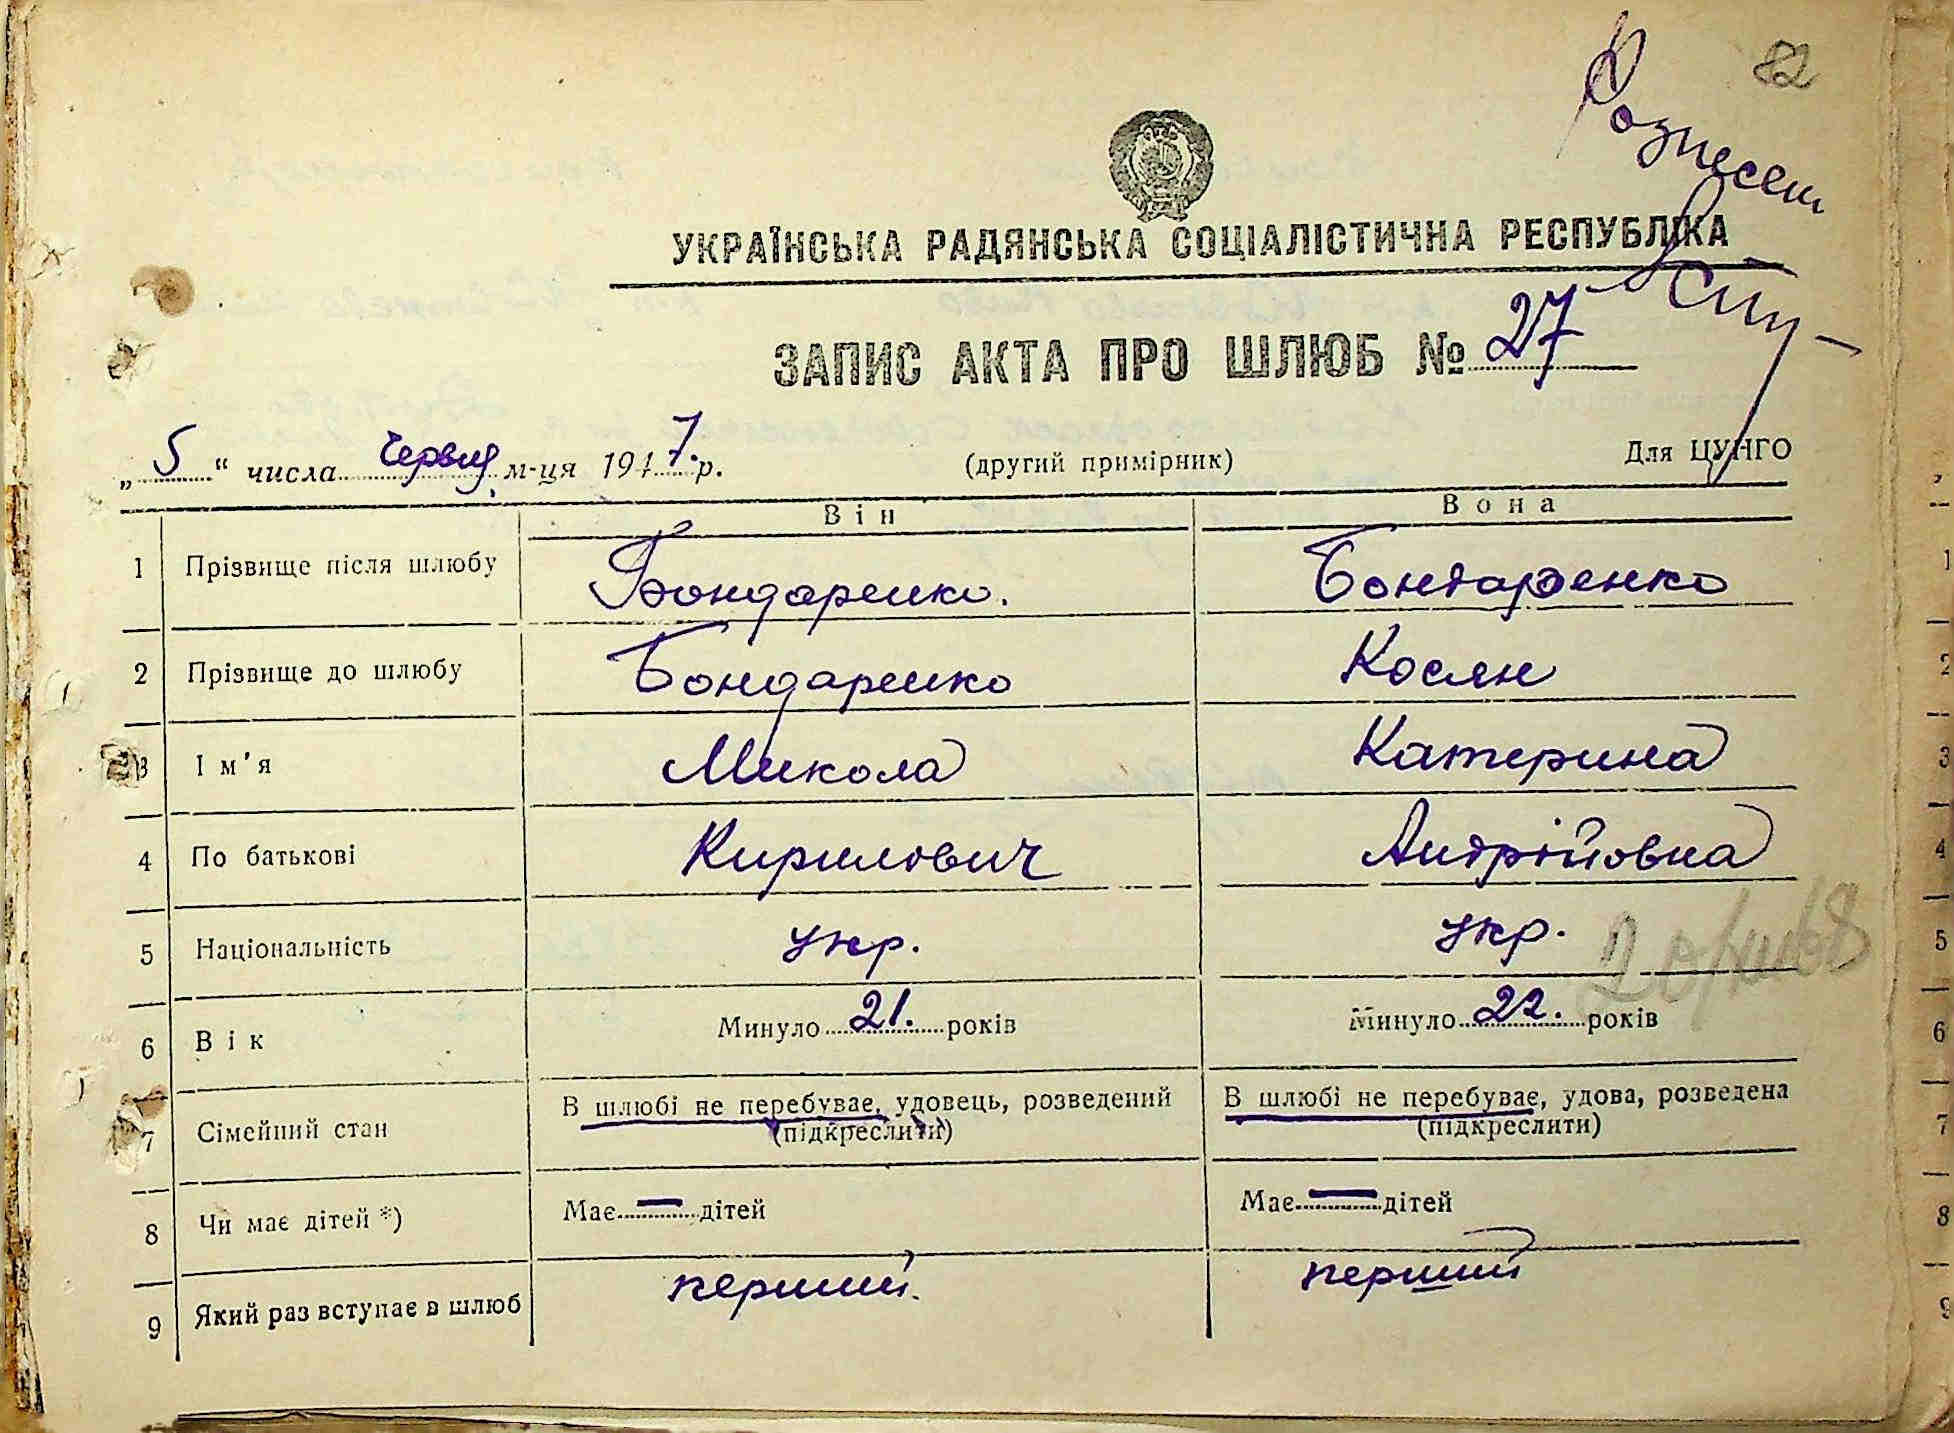 82
Рознесен
УКРАЇНСЬКА РАДЯНСЬКА СОЦІАЛІСТИЧНА РЕСПУБЛІКА
ЗАПИС АКТА ПРО ШЛЮБ № 27
„ 5 “ числа червня м-ця 1947 р. (другий примірник) Для ЦУНГО
Він Вона
1 Прізвище після шлюбу Бондаренко. Бондаренко
2 Прізвище до шлюбу Бондаренко Косян
3 Ім'я Микола Катерина
4 По батькові Кирилович Андрійовна
5 Національність укр. укр.
6 Вік Минуло 21. років Минуло 22. років
7 Сімейний стан В шлюбі не перебуває, удовець, розведений (підкреслити) В шлюбі не перебуває, удова, розведена (підкреслити)
8 Чи має дітей *) Має — дітей Має — дітей
9 Який раз вступає в шлюб перший. перший